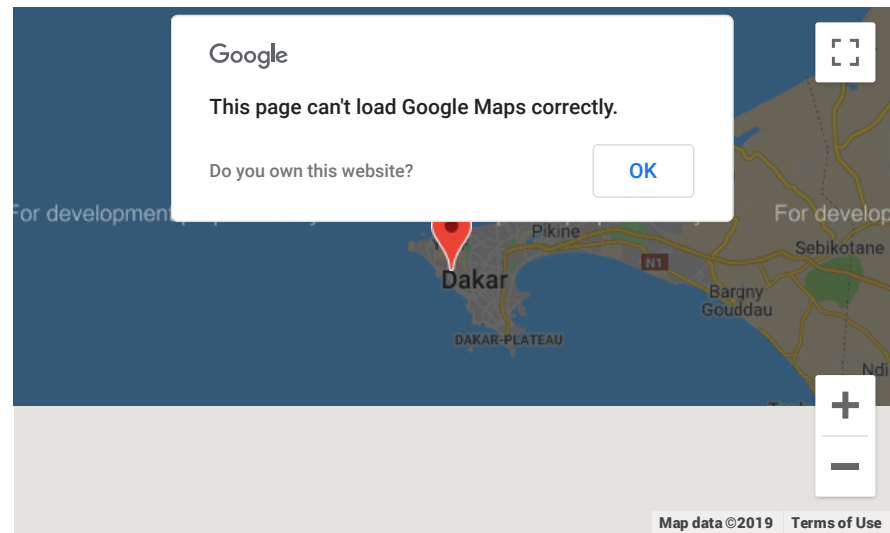 Google
This page can't load Google Maps correctly.
Do you own this website?
OK
For development
For develop
Pikine
Sebikotane
N1
Dakar
Bargny
Gouddau
DAKAR-PLATEAU
Ndi
Map data ©2019
Terms of Use